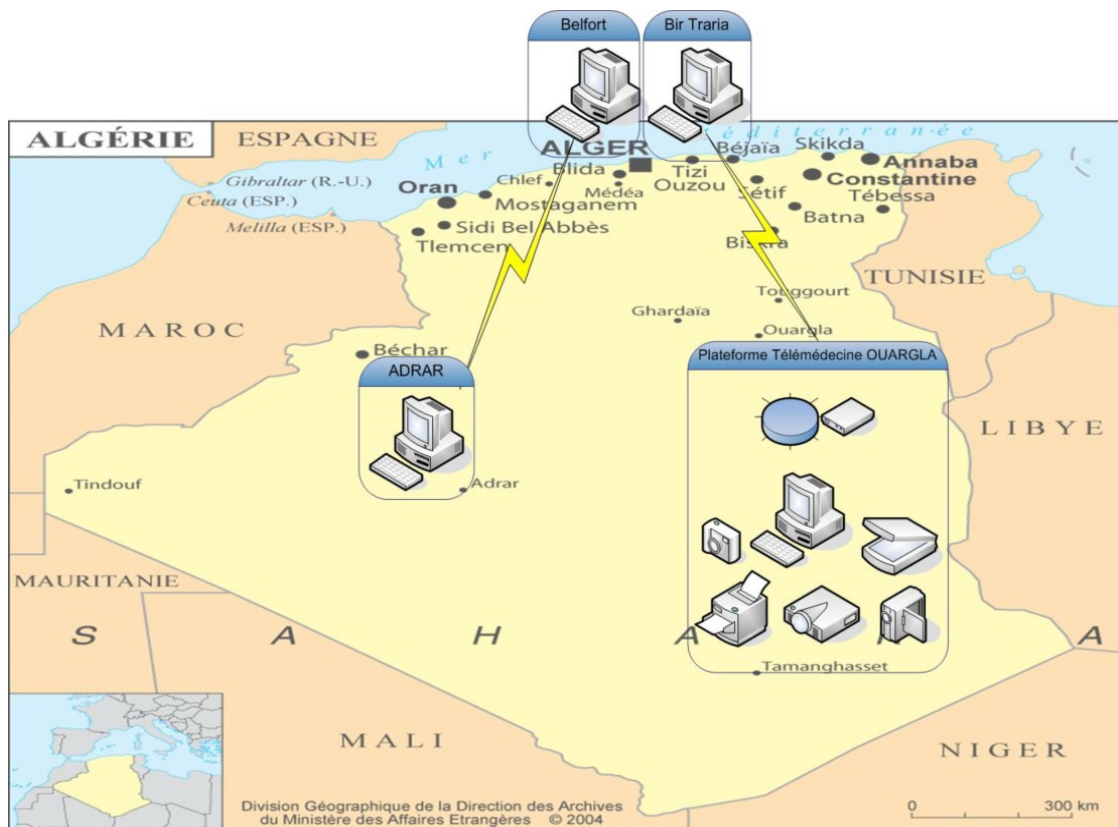 Belfort
Bir Traria
ALGÉRIE
ESPAGNE
Mer
Méditerranée
Gibraltar (R.-U.)
Ceuta (ESP.)
Melilla (ESP.)
ALGER
Blida
Chlef
Médéa
Oran
Mostaganem
Sidi Bel Abbès
Tlemcen
Tizi
Ouzou
Béjaïa
Skikda
Annaba
Constantine
Sétif
Tébessa
Batna
Biskra
TUNISIE
Touggourt
Ghardaïa
Ouargla
MAROC
Béchar
ADRAR
Plateforme Télémédecine OUARGLA
LIBYE
Tindouf
Adrar
MAURITANIE
S A H A R A
Tamanghasset
MALI
NIGER
Division Géographique de la Direction des Archives
du Ministère des Affaires Etrangères © 2004
0 300 km